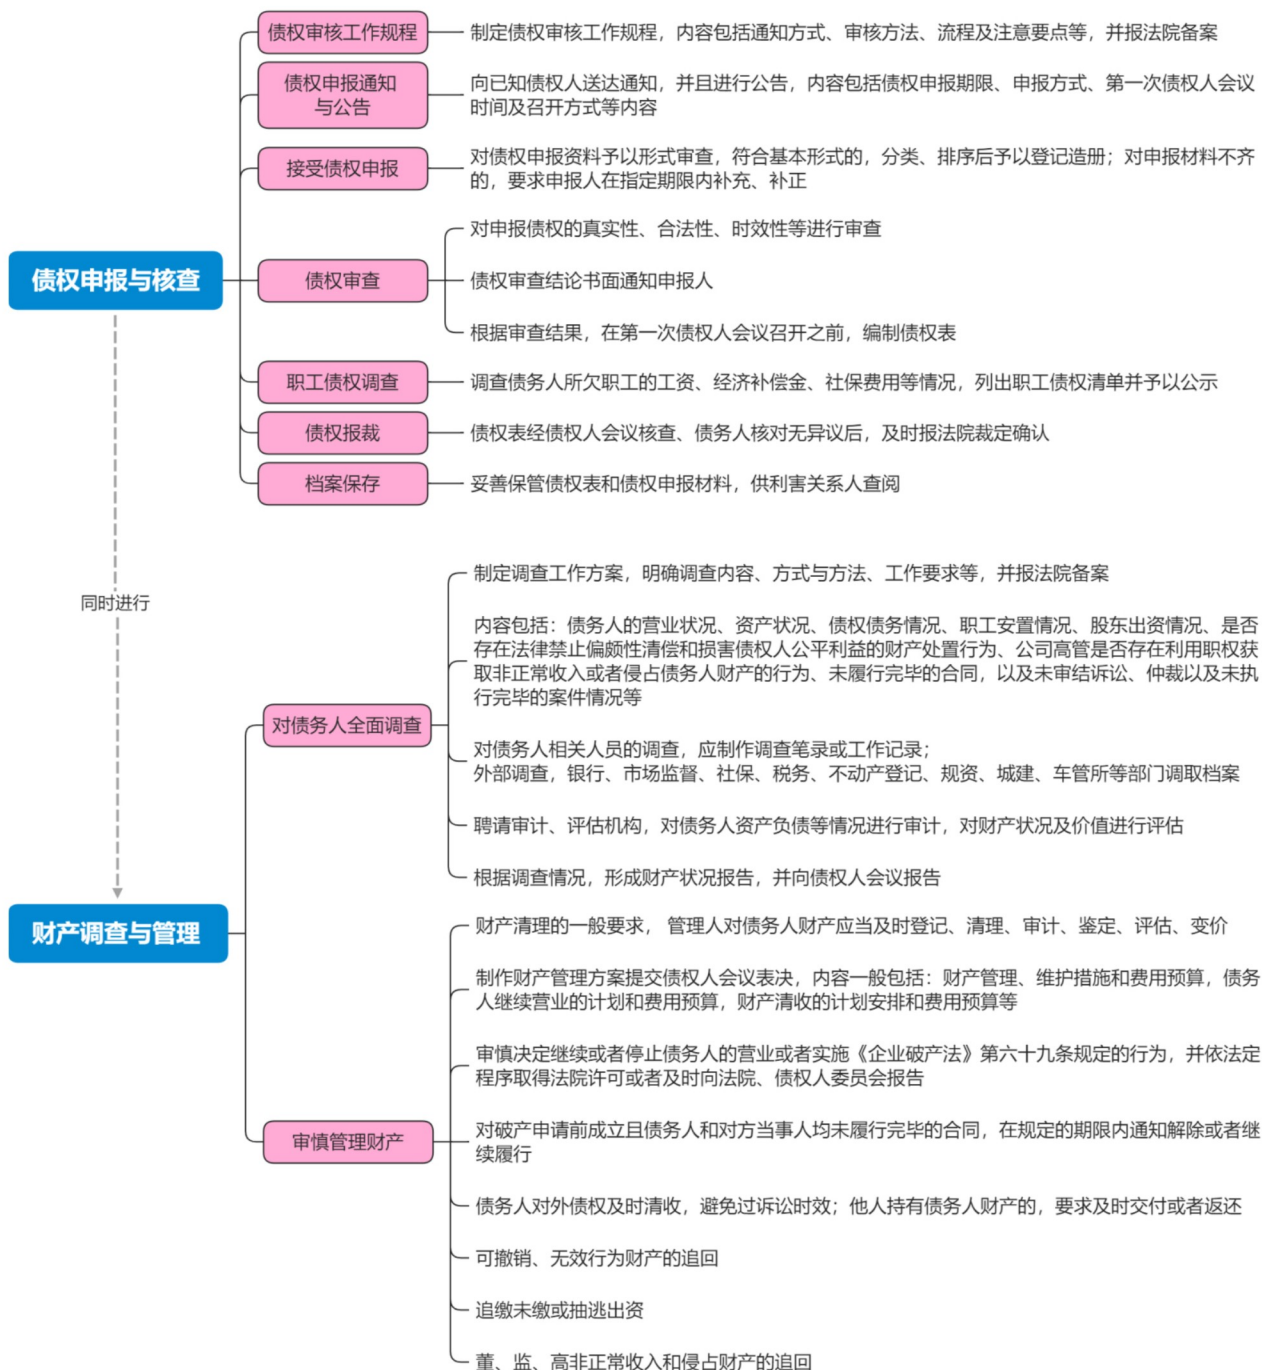 债权申报与核查
债权审核工作规程
制定债权审核工作规程，内容包括通知方式、审核方法、流程及注意要点等，并报法院备案
债权申报通知
与公告
向已知债权人送达通知，并且进行公告，内容包括债权申报期限、申报方式、第一次债权人会议
时间及召开方式等内容
接受债权申报
对债权申报资料予以形式审查，符合基本形式的，分类、排序后予以登记造册；对申报材料不齐
的，要求申报人在指定期限内补充、补正
债权审查
对申报债权的真实性、合法性、时效性等进行审查
债权审查结论书面通知申报人
根据审查结果，在第一次债权人会议召开之前，编制债权表
职工债权调查
调查债务人所欠职工的工资、经济补偿金、社保费用等情况，列出职工债权清单并予以公示
债权报裁
债权表经债权人会议核查、债务人核对无异议后，及时报法院裁定确认
档案保存
妥善保管债权表和债权申报材料，供利害关系人查阅
同时进行
财产调查与管理
对债务人全面调查
制定调查工作方案，明确调查内容、方式与方法、工作要求等，并报法院备案
内容包括：债务人的营业状况、资产状况、债权债务情况、职工安置情况、股东出资情况、是否
存在法律禁止偏颇性清偿和损害债权人公平利益的财产处置行为、公司高管是否存在利用职权获
取非正常收入或者侵占债务人财产的行为、未履行完毕的合同，以及未审结诉讼、仲裁以及未执
行完毕的案件情况等
对债务人相关人员的调查，应制作调查笔录或工作记录；
外部调查，银行、市场监督、社保、税务、不动产登记、规资、城建、车管所等部门调取档案
聘请审计、评估机构，对债务人资产负债等情况进行审计，对财产状况及价值进行评估
根据调查情况，形成财产状况报告，并向债权人会议报告
审慎管理财产
财产清理的一般要求， 管理人对债务人财产应当及时登记、清理、审计、鉴定、评估、变价
制作财产管理方案提交债权人会议表决，内容一般包括：财产管理、维护措施和费用预算，债务
人继续营业的计划和费用预算，财产清收的计划安排和费用预算等
审慎决定继续或者停止债务人的营业或者实施《企业破产法》第六十九条规定的行为，并依法定
程序取得法院许可或者及时向法院、债权人委员会报告
对破产申请前成立且债务人和对方当事人均未履行完毕的合同，在规定的期限内通知解除或者继
续履行
债务人对外债权及时清收，避免过诉讼时效；他人持有债务人财产的，要求及时交付或者返还
可撤销、无效行为财产的追回
追缴未缴或抽逃出资
董、监、高非正常收入和侵占财产的追回